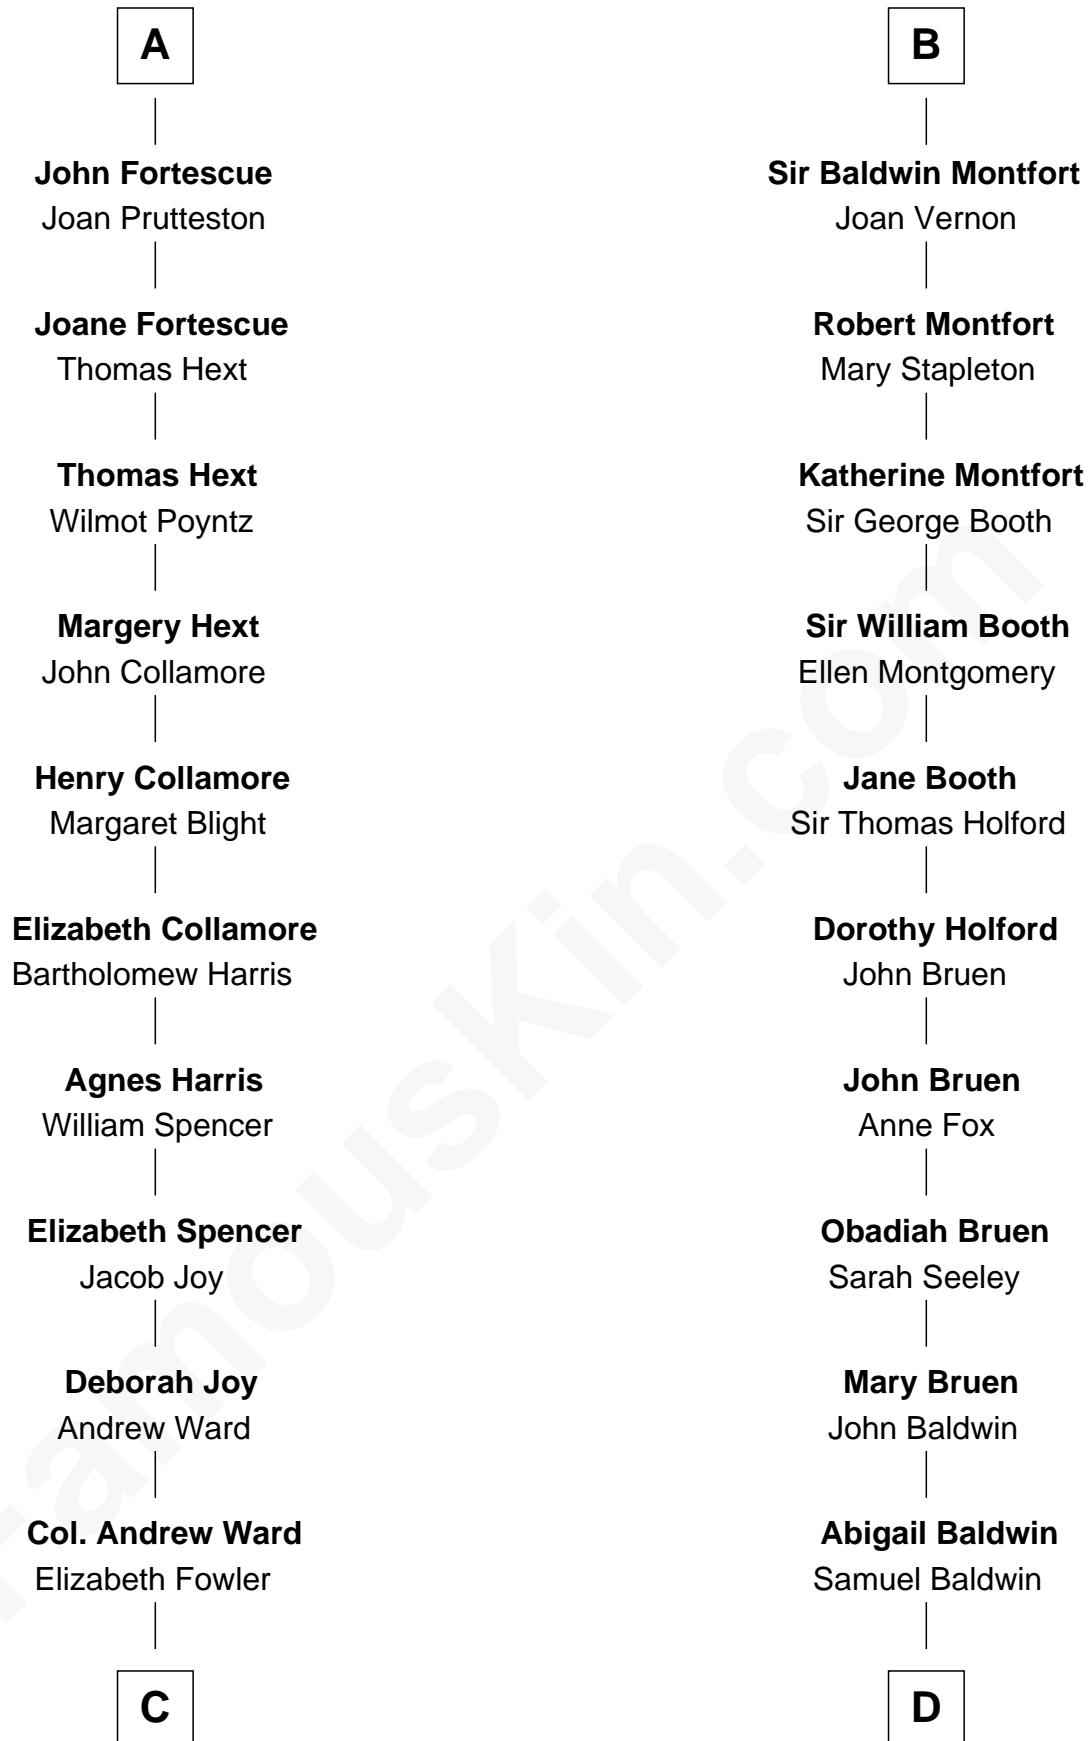 A
John Fortescue
Joan Prutteston
Joane Fortescue
Thomas Hext
Thomas Hext
Wilmot Poyntz
Margery Hext
John Collamore
Henry Collamore
Margaret Blight
Elizabeth Collamore
Bartholomew Harris
Agnes Harris
William Spencer
Elizabeth Spencer
Jacob Joy
Deborah Joy
Andrew Ward
Col. Andrew Ward
Elizabeth Fowler
C
B
Sir Baldwin Montfort
Joan Vernon
Robert Montfort
Mary Stapleton
Katherine Montfort
Sir George Booth
Sir William Booth
Ellen Montgomery
Jane Booth
Sir Thomas Holford
Dorothy Holford
John Bruen
John Bruen
Anne Fox
Obadiah Bruen
Sarah Seeley
Mary Bruen
John Baldwin
Abigail Baldwin
Samuel Baldwin
D
FamousKin.com